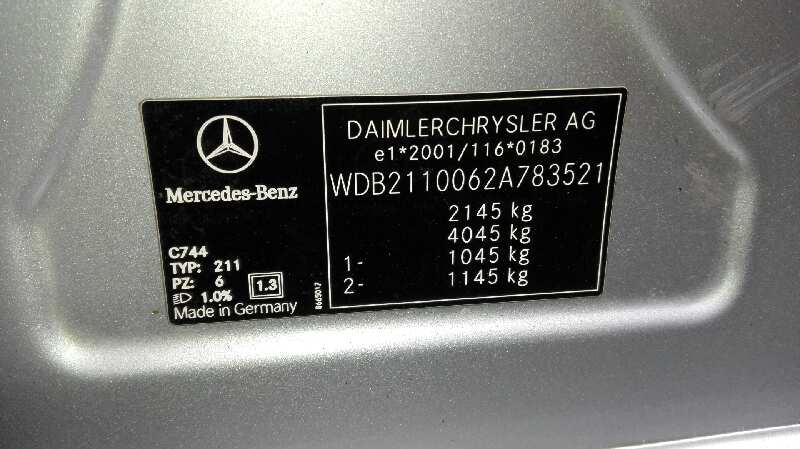 Mercedes-Benz
C744
TYP: 211
PZ: 6
1.0%
1.3
Made in Germany
8665017
DAIMLERCHRYSLER AG
e1*2001/116*0183
WDB2110062A783521
2145 kg
4045 kg
1- 1045 kg
2- 1145 kg